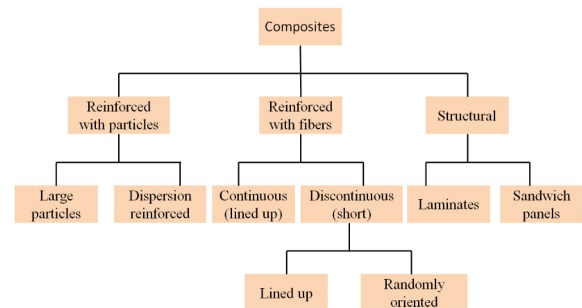 Composites
Reinforced
with particles
Reinforced
with fibers
Structural
Large
particles
Dispersion
reinforced
Continuous
(lined up)
Discontinuous
(short)
Laminates
Sandwich
panels
Lined up
Randomly
oriented